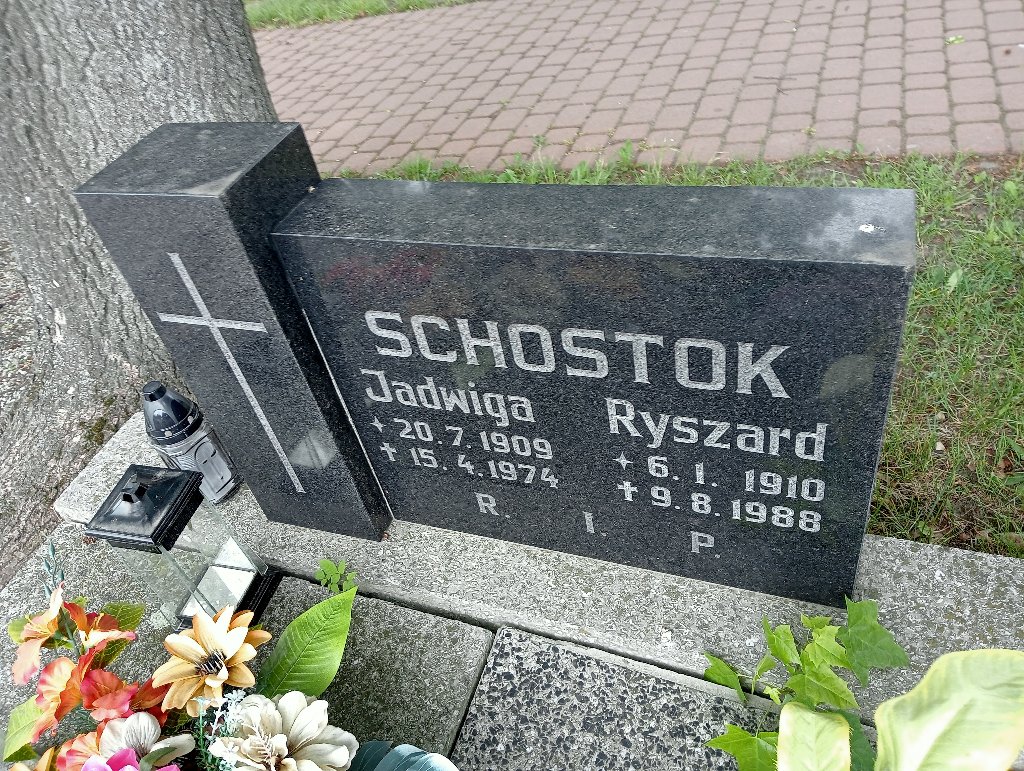 SCHOSTOK
Jadwiga
✦ 20. 7. 1909
✝ 15. 4. 1974
Ryszard
✦ 6. 1. 1910
✝ 9. 8. 1988
R. I. P.